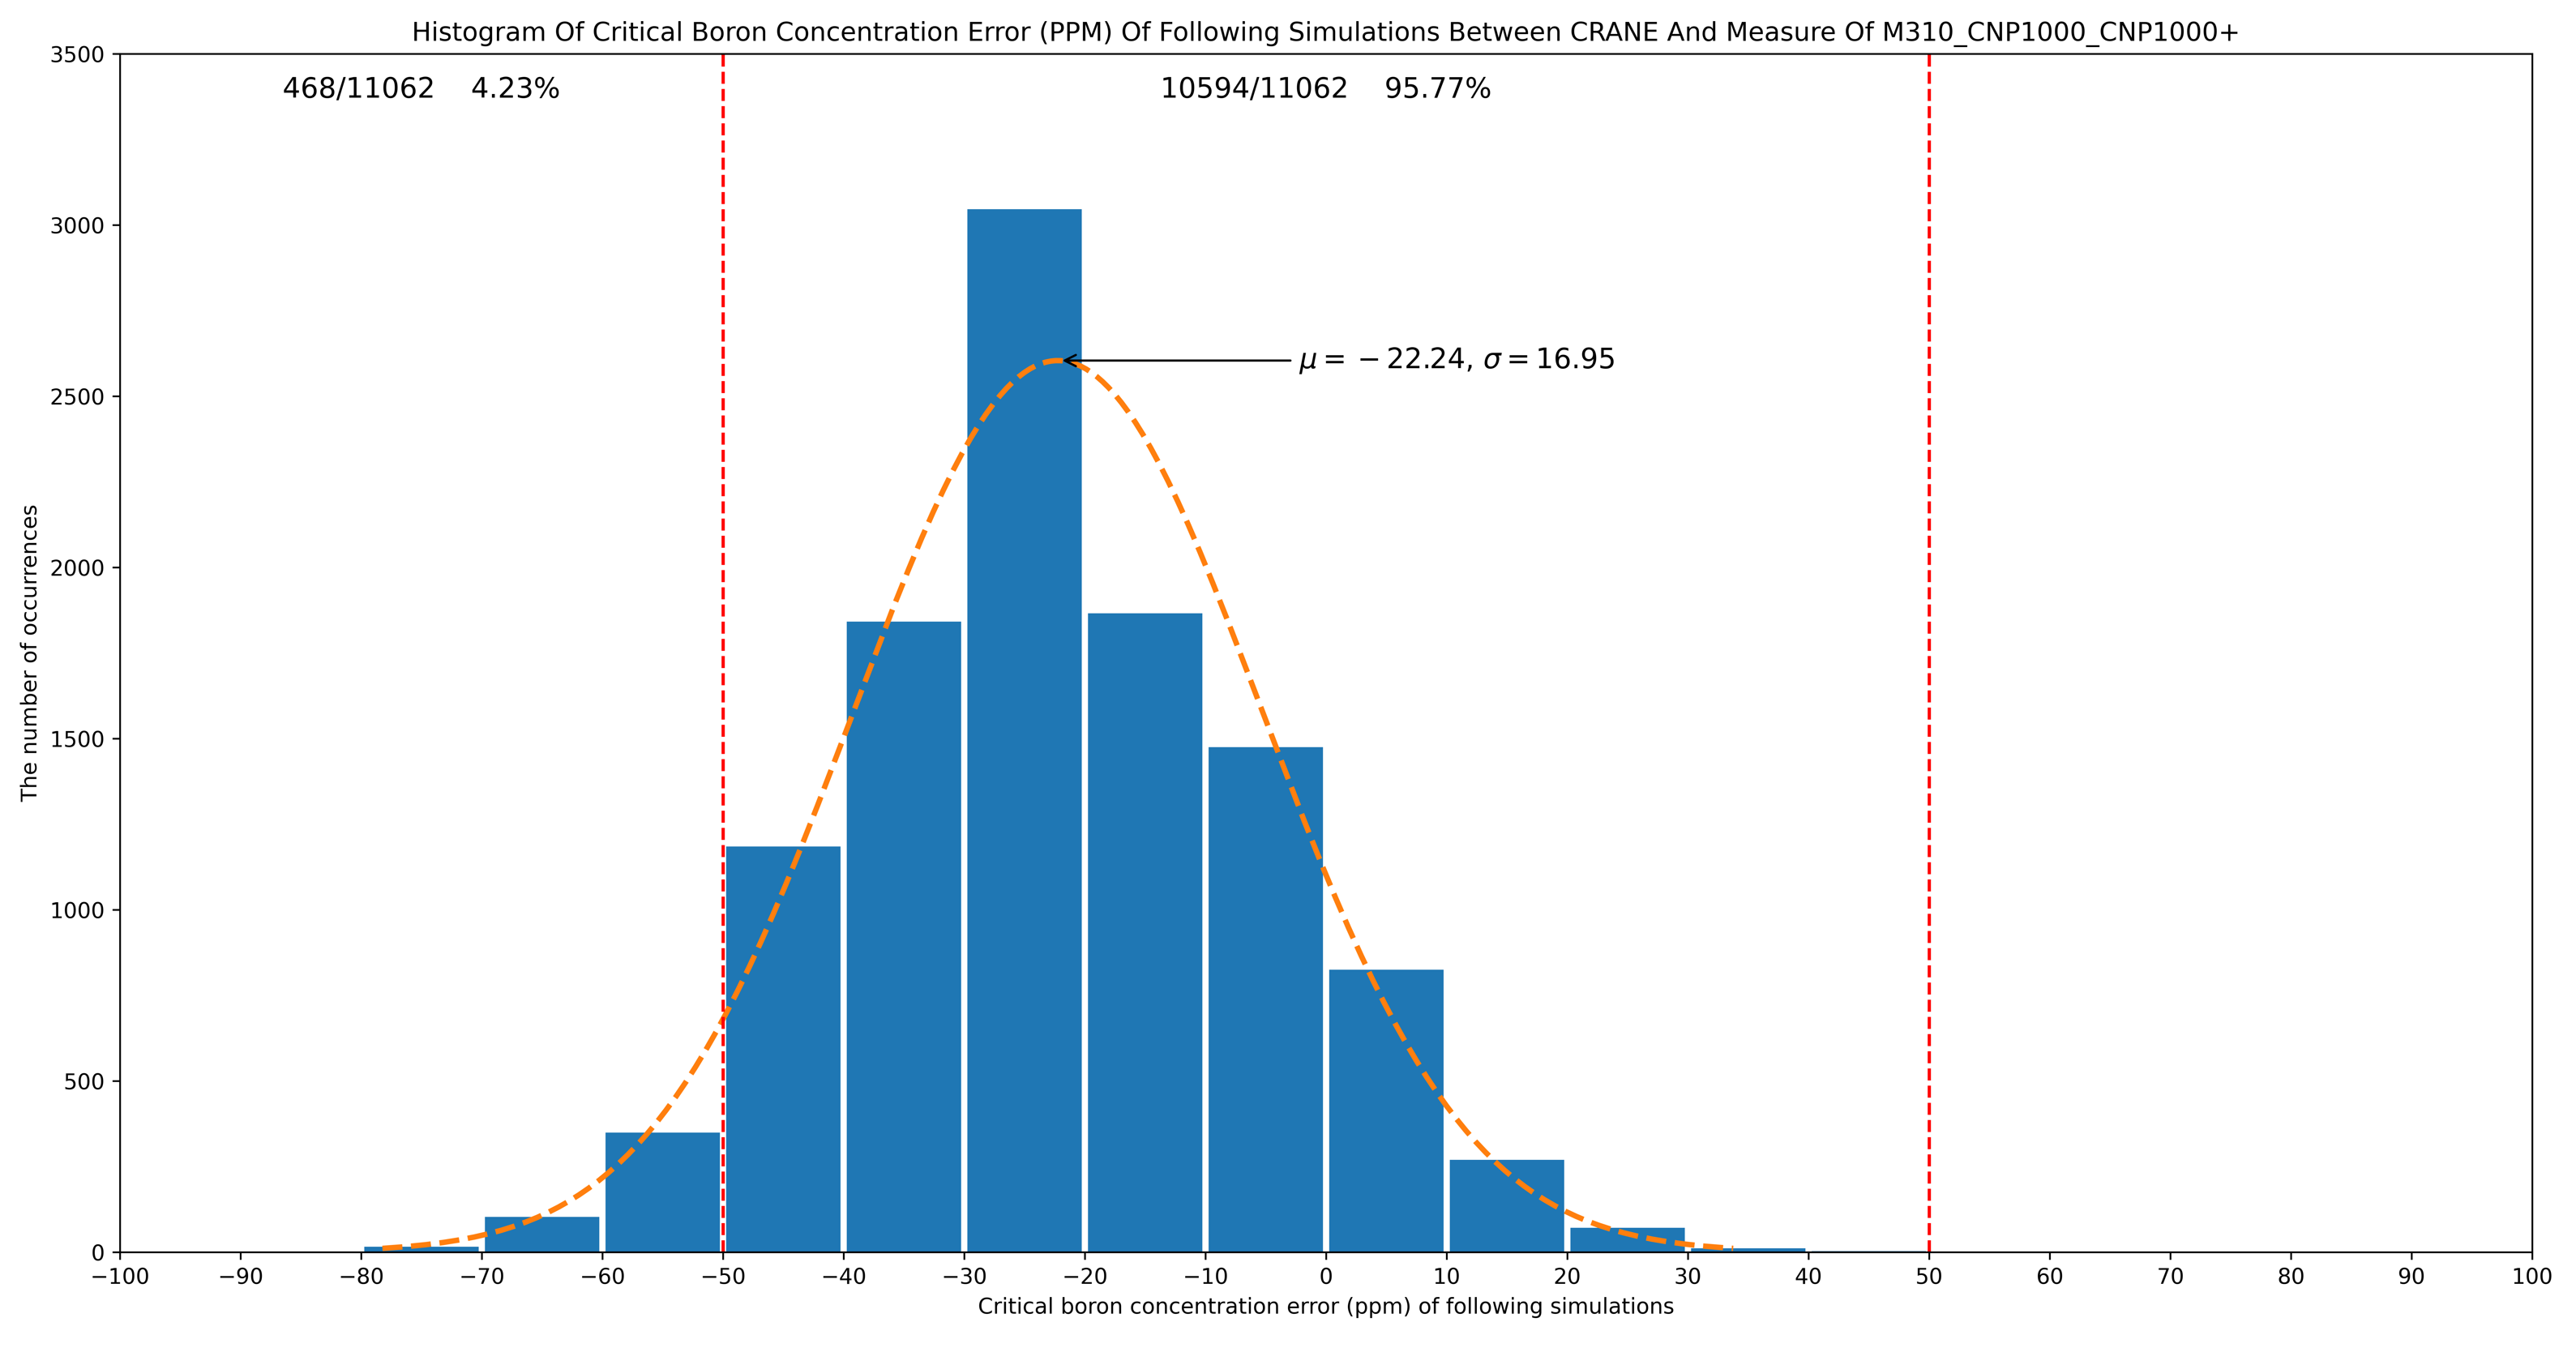 Histogram Of Critical Boron Concentration Error (PPM) Of Following Simulations Between CRANE And Measure Of M310_CNP1000_CNP1000+
468/11062 4.23%
10594/11062 95.77%
μ = −22.24, σ = 16.95
The number of occurrences
3500
3000
2500
2000
1500
1000
500
0
−100 −90 −80 −70 −60 −50 −40 −30 −20 −10 0 10 20 30 40 50 60 70 80 90 100
Critical boron concentration error (ppm) of following simulations